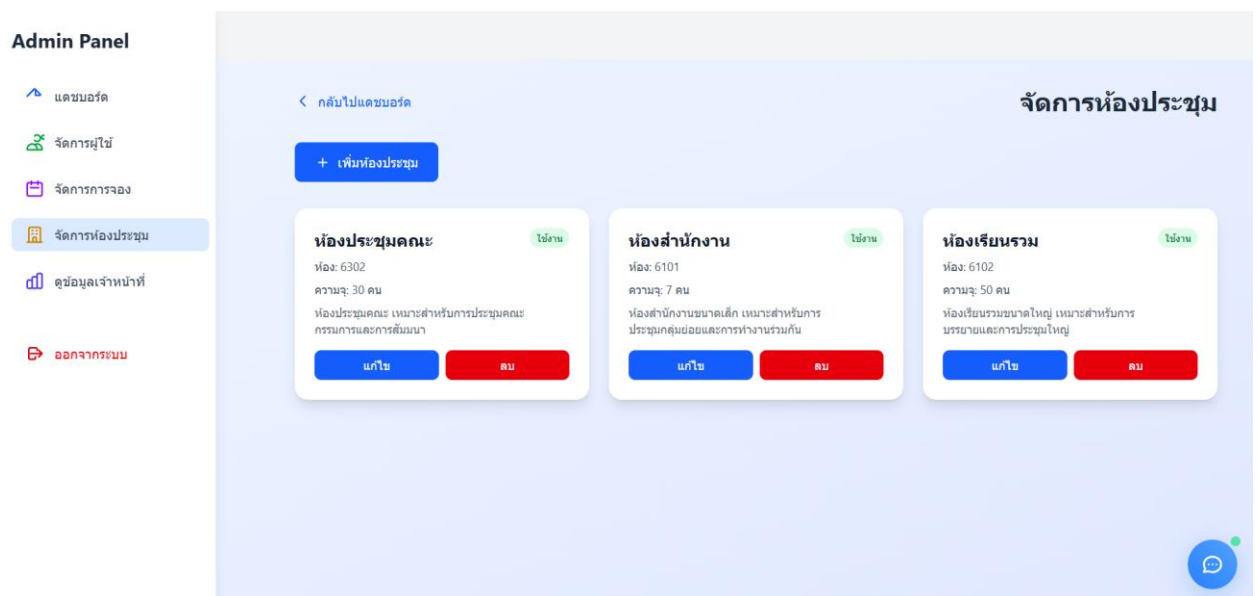 Admin Panel
แดชบอร์ด
จัดการผู้ใช้
จัดการการจอง
จัดการห้องประชุม
ดูข้อมูลเจ้าหน้าที่
ออกจากระบบ
กลับไปแดชบอร์ด
จัดการห้องประชุม
+ เพิ่มห้องประชุม
ห้องประชุมคณะ
ใช้งาน
ห้อง: 6302
ความจุ: 30 คน
ห้องประชุมคณะ เหมาะสำหรับการประชุมคณะ
กรรมการและการสัมมนา
แก้ไข
ลบ
ห้องสำนักงาน
ใช้งาน
ห้อง: 6101
ความจุ: 7 คน
ห้องสำนักงานขนาดเล็ก เหมาะสำหรับการ
ประชุมกลุ่มย่อยและการทำงานร่วมกัน
แก้ไข
ลบ
ห้องเรียนรวม
ใช้งาน
ห้อง: 6102
ความจุ: 50 คน
ห้องเรียนรวมขนาดใหญ่ เหมาะสำหรับการ
บรรยายและการประชุมใหญ่
แก้ไข
ลบ